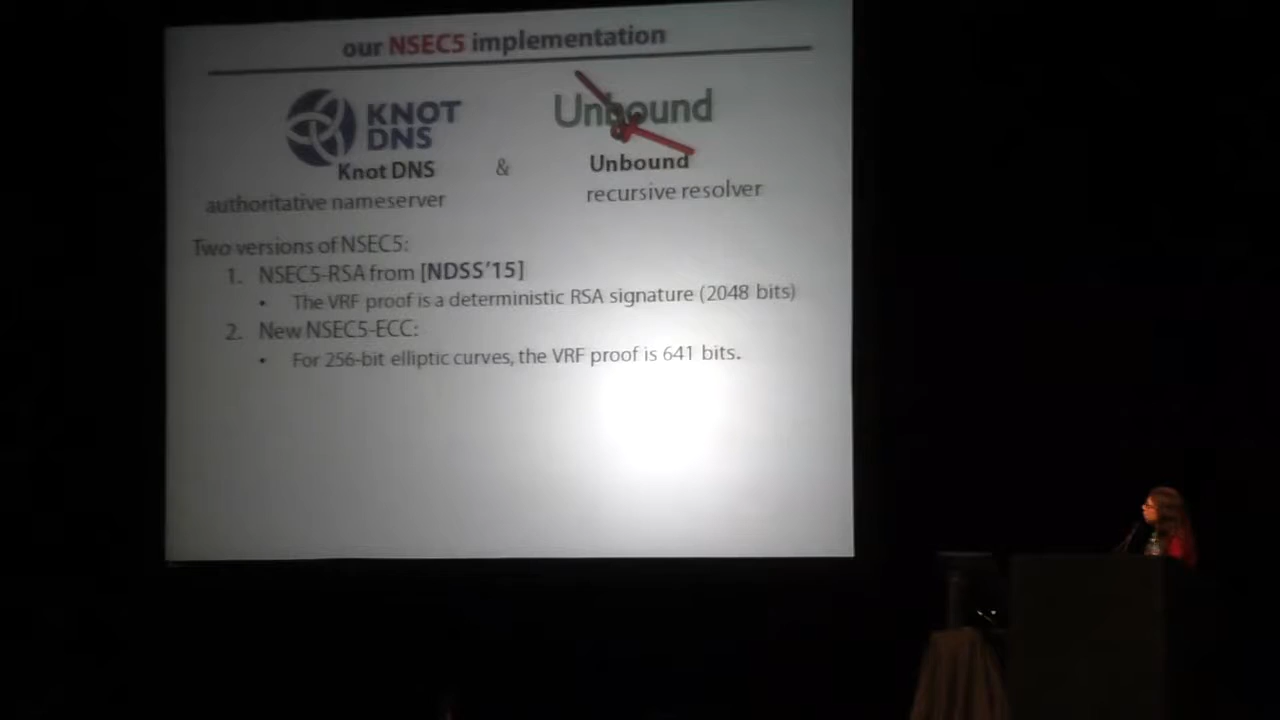 our NSEC5 implementation
KNOT DNS
Unbound
Knot DNS & Unbound
authoritative nameserver
recursive resolver
Two versions of NSEC5:
1. NSEC5-RSA from [NDSS'15]
• The VRF proof is a deterministic RSA signature (2048 bits)
2. New NSEC5-ECC:
• For 256-bit elliptic curves, the VRF proof is 641 bits.